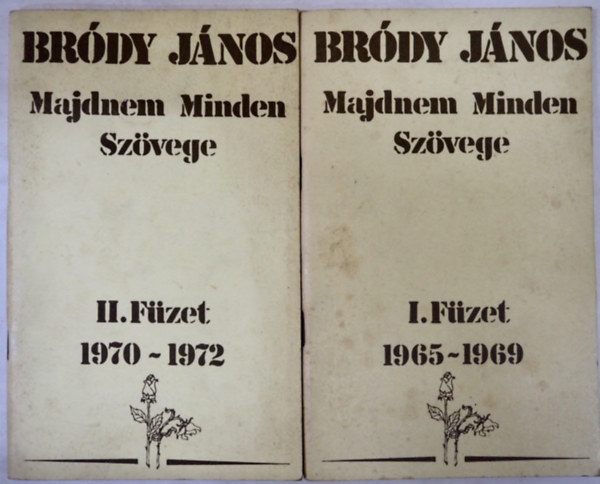 BRÓDY JÁNOS
Majdnem Minden
Szövege
II. Füzet
1970~1972
BRÓDY JÁNOS
Majdnem Minden
Szövege
I. Füzet
1965~1969